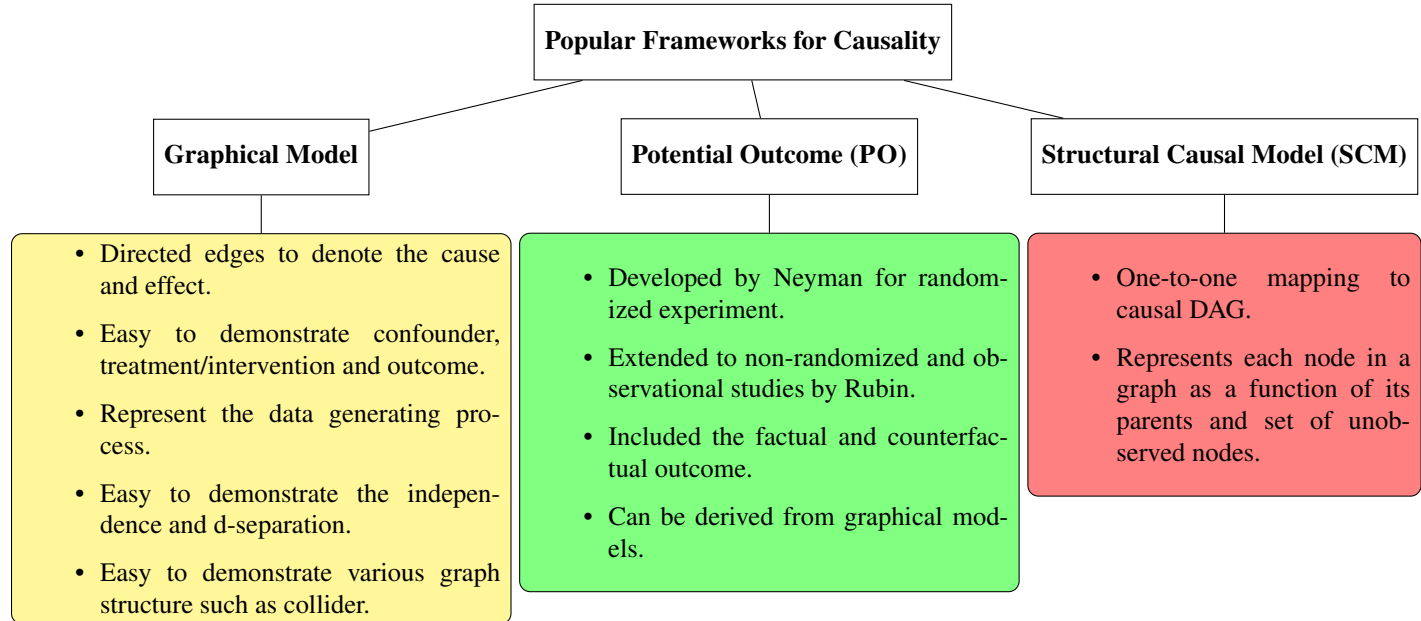 Popular Frameworks for Causality
Graphical Model
Potential Outcome (PO)
Structural Causal Model (SCM)
• Directed edges to denote the cause
and effect.
• Easy to demonstrate confounder,
treatment/intervention and outcome.
• Represent the data generating pro-
cess.
• Easy to demonstrate the indepen-
dence and d-separation.
• Easy to demonstrate various graph
structure such as collider.
• Developed by Neyman for random-
ized experiment.
• Extended to non-randomized and ob-
servational studies by Rubin.
• Included the factual and counterfac-
tual outcome.
• Can be derived from graphical mod-
els.
• One-to-one mapping to
causal DAG.
• Represents each node in a
graph as a function of its
parents and set of unob-
served nodes.